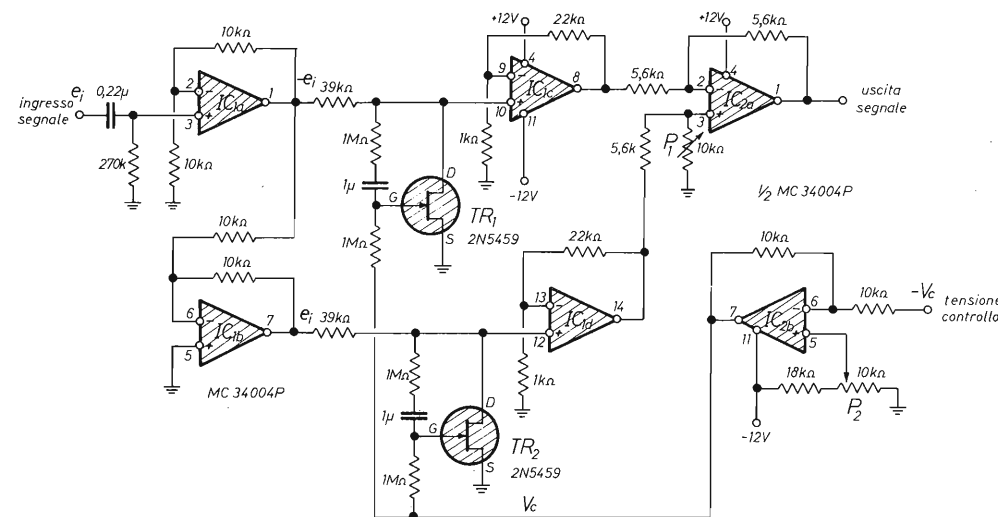 10kΩ
+12V
22kΩ
+12V
5,6kΩ
ei 0,22µ
2 −
IC1a
1
3 +
-ei 39kΩ
9 −
4
IC1c
8
10 +
11
5,6kΩ
2 −
4
IC2a
1
3 +
uscita
segnale
ingresso
segnale
270k
10kΩ
1MΩ
1kΩ
5,6k
P1
10kΩ
-12V
½ MC 34004P
1µ
G
D
S
TR1
2N5459
10kΩ
1MΩ
22kΩ
10kΩ
10kΩ
6 −
IC1b
7
5 +
ei 39kΩ
13 −
IC1d
14
12 +
7
IC2b
− 6
+ 5
11
10kΩ
-Vc
tensione
controllo
MC 34004P
1MΩ
1kΩ
18kΩ
10kΩ
P2
-12V
1µ
G
D
S
TR2
2N5459
1MΩ
Vc